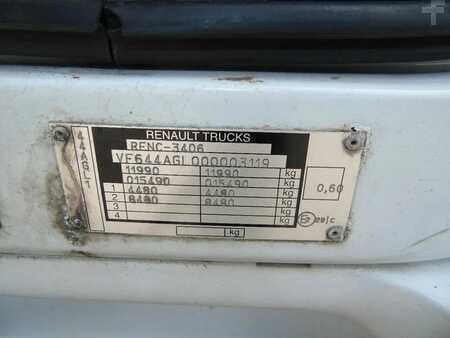 RENAULT TRUCKS
RENC-3406
VF644AGL000003119
11990 11990 kg
015490 015490 kg
1 4480 4480 kg
2 8480 8480 kg
3 kg
4
kg
0,60
44AGL1